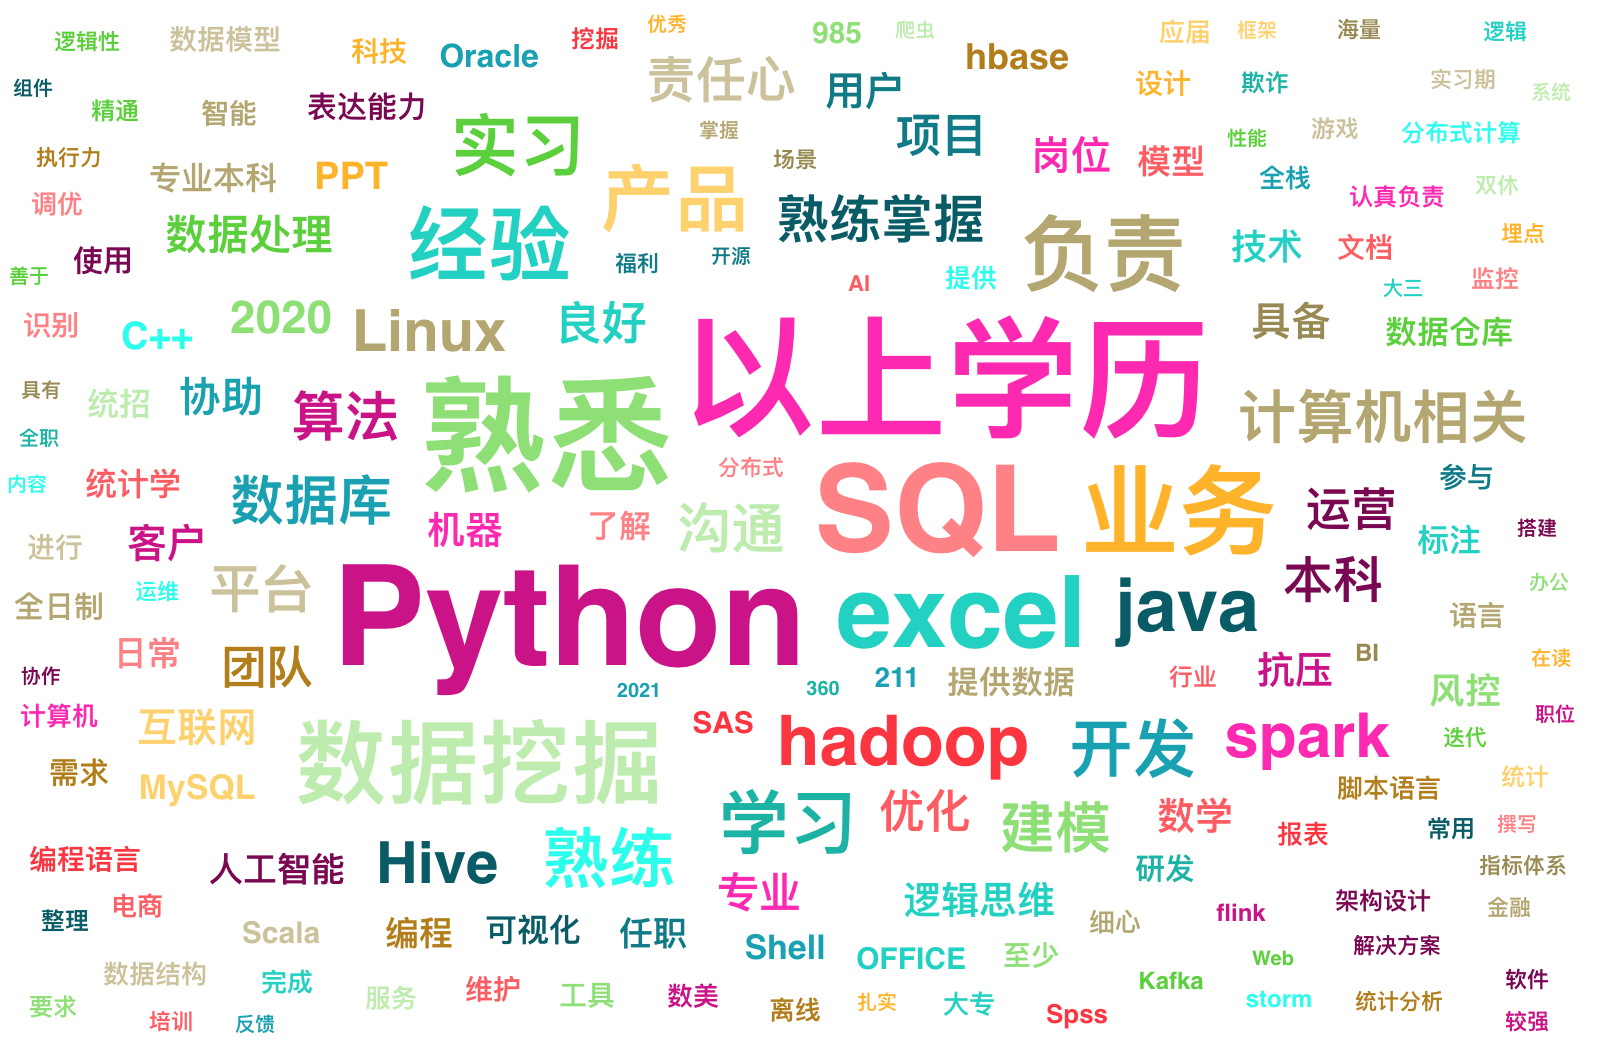 逻辑性
数据模型
科技
Oracle
挖掘
优秀
985
爬虫
hbase
应届
框架
海量
逻辑
组件
精通
智能
表达能力
责任心
用户
设计
欺诈
实习期
系统
执行力
专业本科
PPT
实习
掌握
场景
项目
岗位
模型
性能
游戏
分布式计算
调优
数据处理
经验
产品
熟练掌握
负责
全栈
认真负责
双休
善于
使用
福利
开源
AI
提供
技术
文档
埋点
大三
监控
识别
C++
2020
Linux
良好
以上学历
具备
数据仓库
具有
统招
协助
算法
熟悉
计算机相关
全职
内容
统计学
数据库
机器
了解
分布式
沟通
SQL
业务
运营
参与
标注
搭建
进行
客户
运维
平台
Python
excel
java
本科
办公
全日制
日常
团队
语言
协作
2021
360
211
提供数据
行业
抗压
BI
在读
风控
计算机
互联网
数据挖掘
SAS
hadoop
开发
spark
职位
迭代
需求
MySQL
学习
优化
建模
数学
脚本语言
统计
报表
常用
撰写
编程语言
人工智能
Hive
熟练
专业
逻辑思维
研发
指标体系
整理
电商
Scala
编程
可视化
任职
Shell
OFFICE
至少
细心
flink
架构设计
金融
解决方案
数据结构
完成
服务
维护
工具
数美
离线
扎实
大专
Spss
Kafka
Web
storm
统计分析
软件
要求
培训
反馈
较强